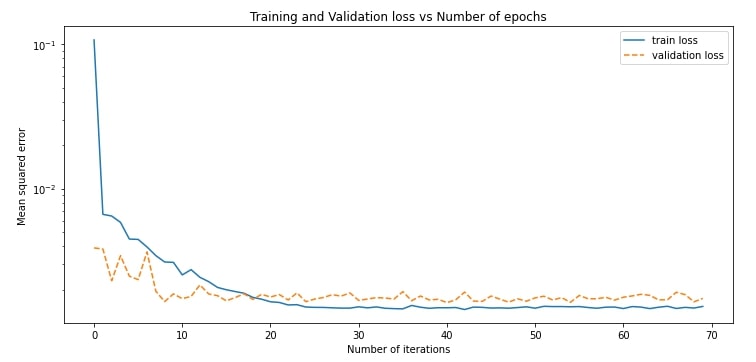 Training and Validation loss vs Number of epochs
train loss
validation loss
Mean squared error
10⁻¹
10⁻²
0 10 20 30 40 50 60 70
Number of iterations